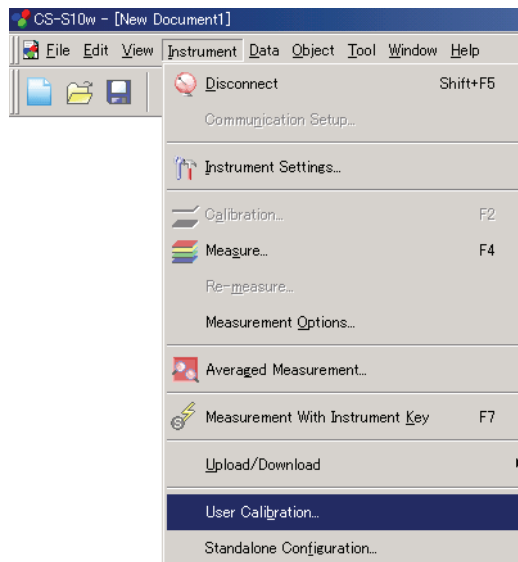 CS-S10w - [New Document1]
File Edit View Instrument Data Object Tool Window Help
Disconnect Shift+F5
Communication Setup...
Instrument Settings...
Calibration... F2
Measure... F4
Re-measure...
Measurement Options...
Averaged Measurement...
Measurement With Instrument Key F7
Upload/Download
User Calibration...
Standalone Configuration...